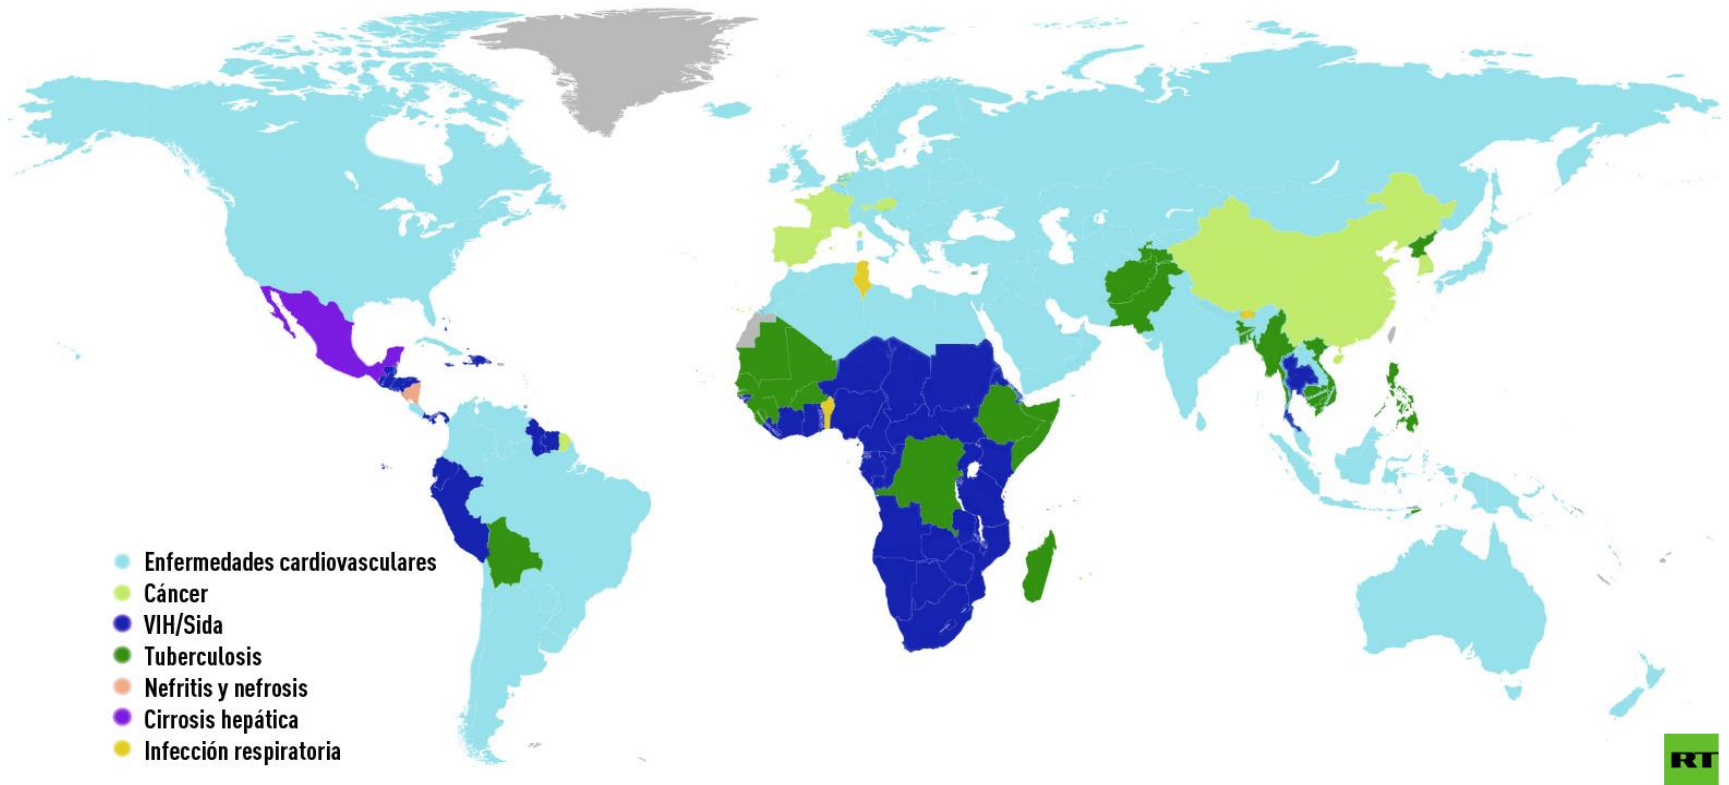 Enfermedades cardiovasculares
Cáncer
VIH/Sida
Tuberculosis
Nefritis y nefrosis
Cirrosis hepática
Infección respiratoria
RT